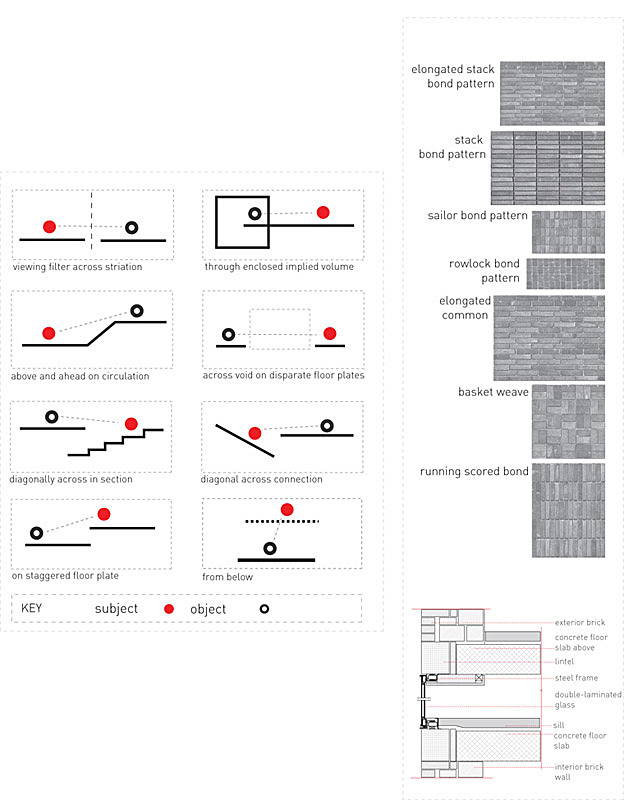 viewing filter across striation
through enclosed implied volume
above and ahead on circulation
across void on disparate floor plates
diagonally across in section
diagonal across connection
on staggered floor plate
from below
KEY subject object
elongated stack
bond pattern
stack
bond pattern
sailor bond pattern
rowlock bond
pattern
elongated
common
basket weave
running scored bond
exterior brick
concrete floor
slab above
lintel
steel frame
double-laminated
glass
sill
concrete floor
slab
interior brick
wall